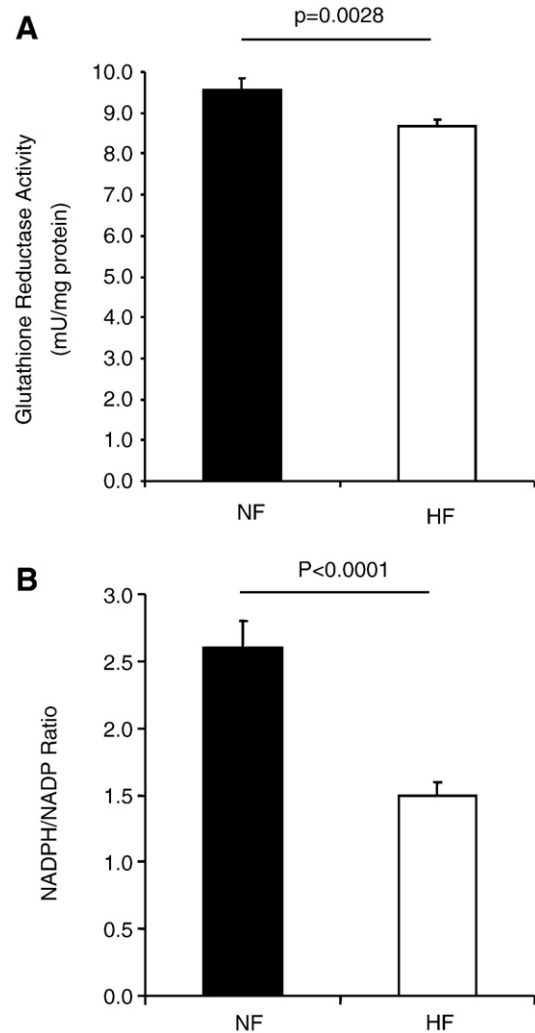 A
p=0.0028
Glutathione Reductase Activity
(mU/mg protein)
10.0
9.0
8.0
7.0
6.0
5.0
4.0
3.0
2.0
1.0
0.0
NF HF
B
P<0.0001
NADPH/NADP Ratio
3.0
2.5
2.0
1.5
1.0
0.5
0.0
NF HF